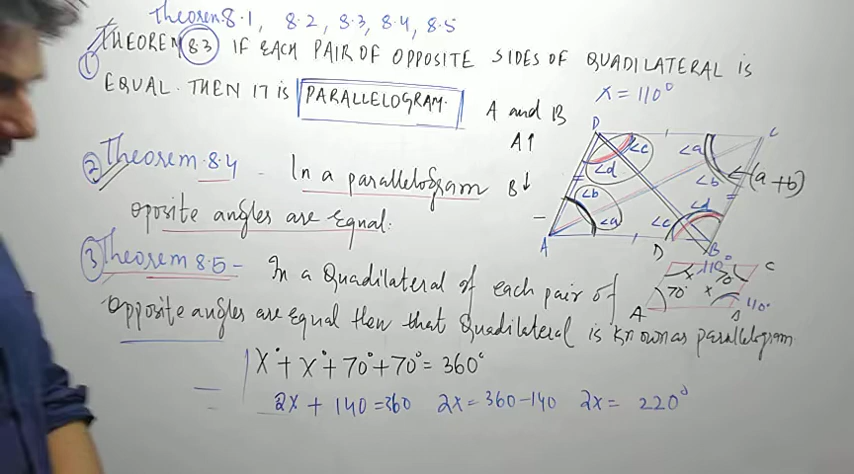 Theorem 8.1, 8.2, 8.3, 8.4, 8.5
① THEOREM 8.3 IF EACH PAIR OF OPPOSITE SIDES OF QUADILATERAL IS
EQUAL. THEN IT IS PARALLELOGRAM.
x = 110°
A and B
A↑
B↓
D C
∠c ∠a
∠d ∠b
∠b ∠d
∠a ∠c
(a+b)
A D B
② Theorem 8.4 - In a parallelogram
oposite angles are Equal.
③ Theorem 8.5 - In a Quadilateral of each pair of
opposite angles are equal then that Quadilateral is known as parallelogram
110° C
x 70°
70° x 110°
A B
x° + x° + 70° + 70° = 360°
= 2x + 140 = 360 2x = 360 - 140 2x = 220°